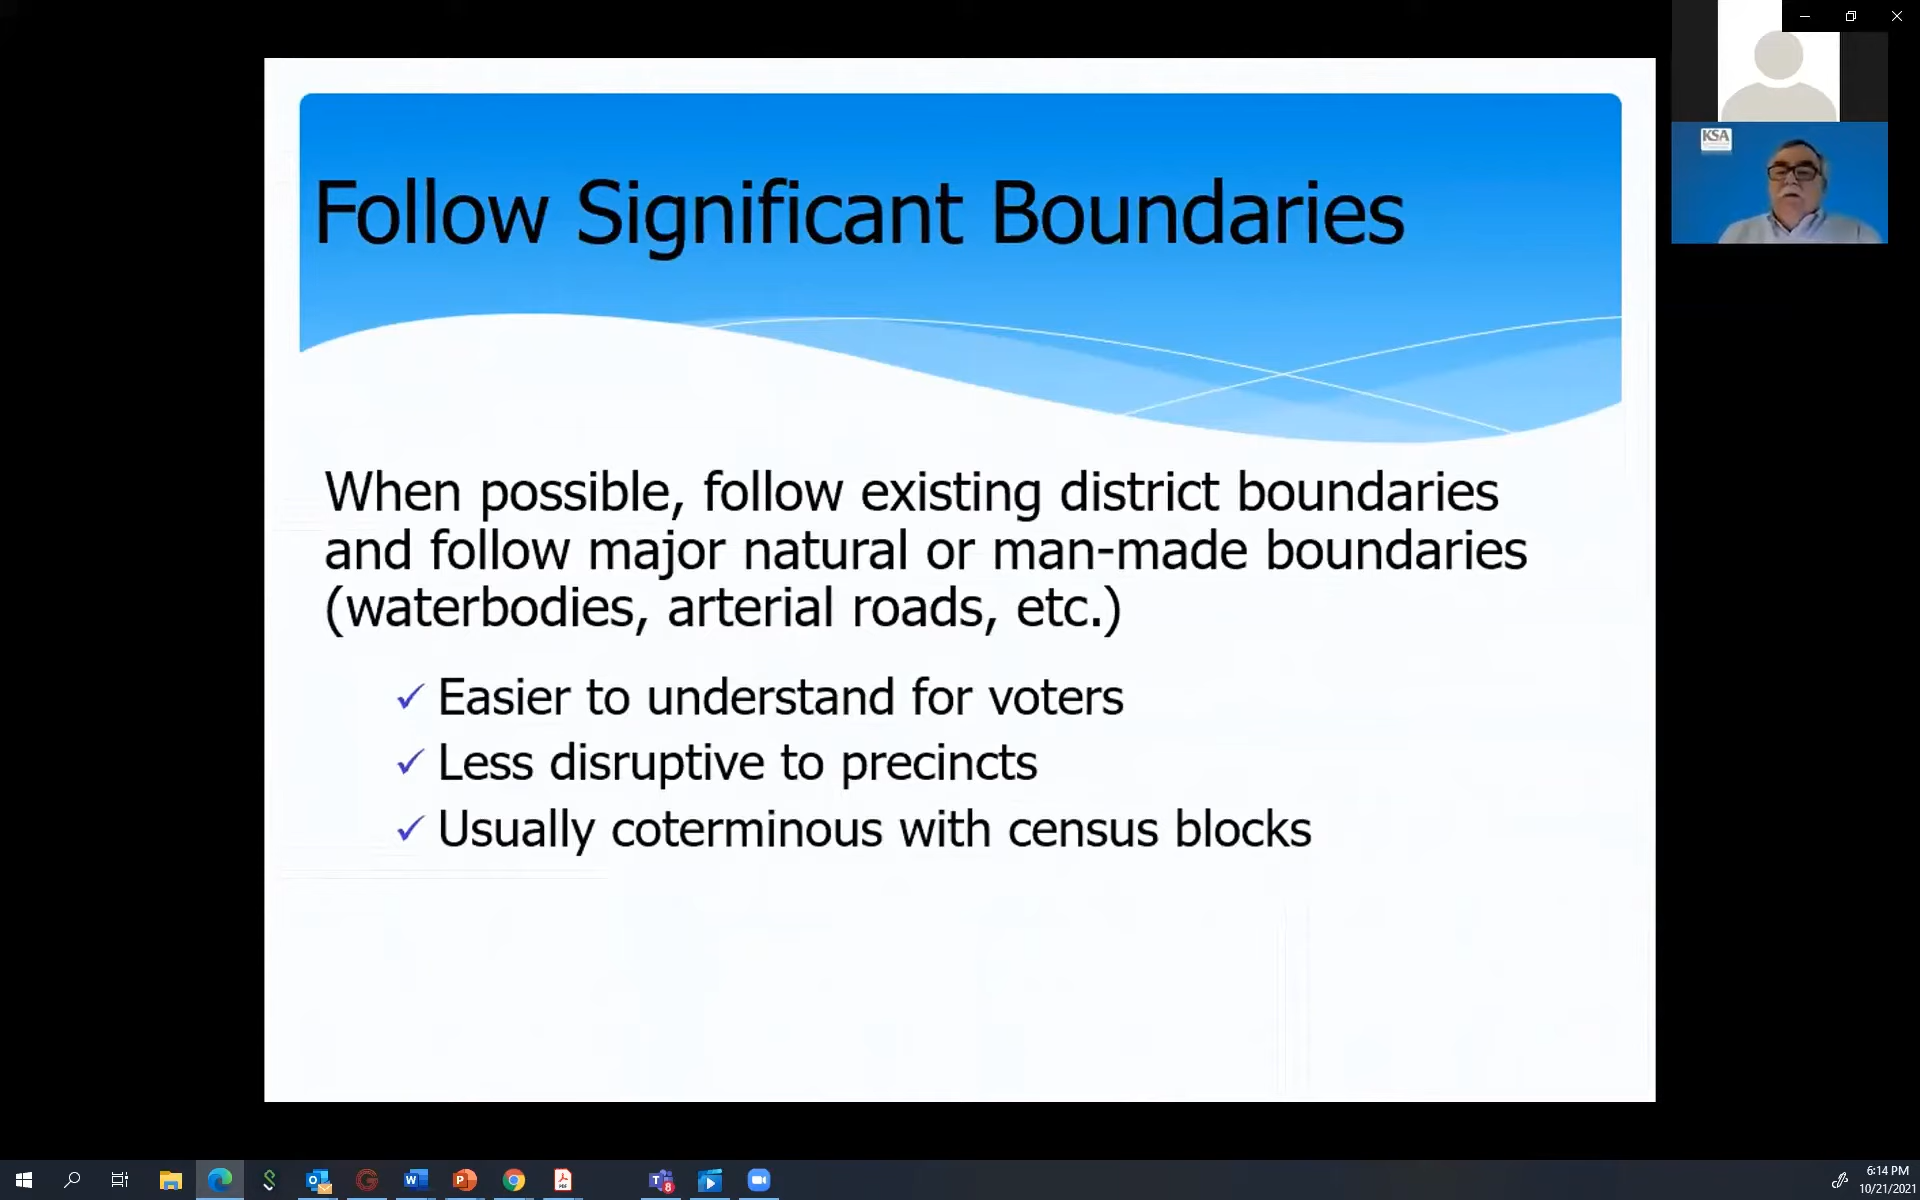 KSA
Follow Significant Boundaries
When possible, follow existing district boundaries
and follow major natural or man-made boundaries
(waterbodies, arterial roads, etc.)
✓ Easier to understand for voters
✓ Less disruptive to precincts
✓ Usually coterminous with census blocks
6:14 PM
10/21/2021